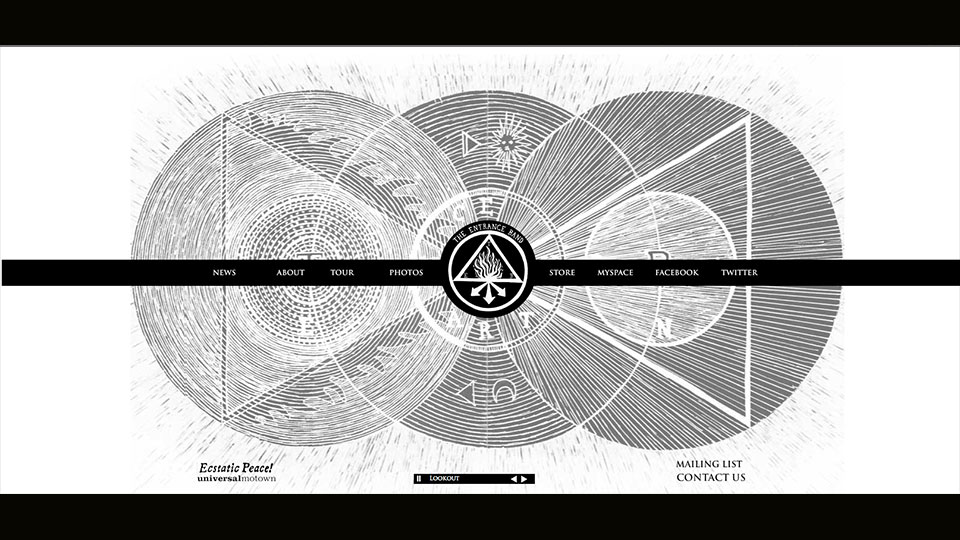 THE ENTRANCE BAND
NEWS ABOUT TOUR PHOTOS STORE MYSPACE FACEBOOK TWITTER
A R T N
Ecstatic Peace!
universalmotown
LOOKOUT
MAILING LIST
CONTACT US